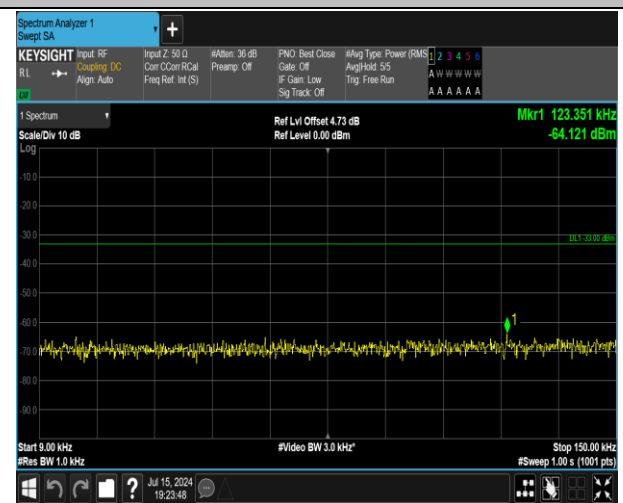 Spectrum Analyzer 1
Swept SA
+
KEYSIGHT Input: RF Input Z: 50 Ω #Atten: 36 dB PNO: Best Close #Avg Type: Power (RMS 1 2 3 4 5 6
RL Coupling: DC Corr CCorr RCal Preamp: Off Gate: Off Avg|Hold: 5/5 A W W W W W
Align: Auto Freq Ref: Int (S) IF Gain: Low Trig: Free Run
Sig Track: Off A A A A A A
1 Spectrum Ref Lvl Offset 4.73 dB Mkr1 123.351 kHz
Scale/Div 10 dB Ref Level 0.00 dBm -64.121 dBm
Log
-10.0
-20.0
-30.0
DL1 -33.00 dBm
-40.0
-50.0
-60.0
1
-70.0
-80.0
-90.0
Start 9.00 kHz #Video BW 3.0 kHz* Stop 150.00 kHz
#Res BW 1.0 kHz #Sweep 1.00 s (1001 pts)
? Jul 15, 2024
19:23:48